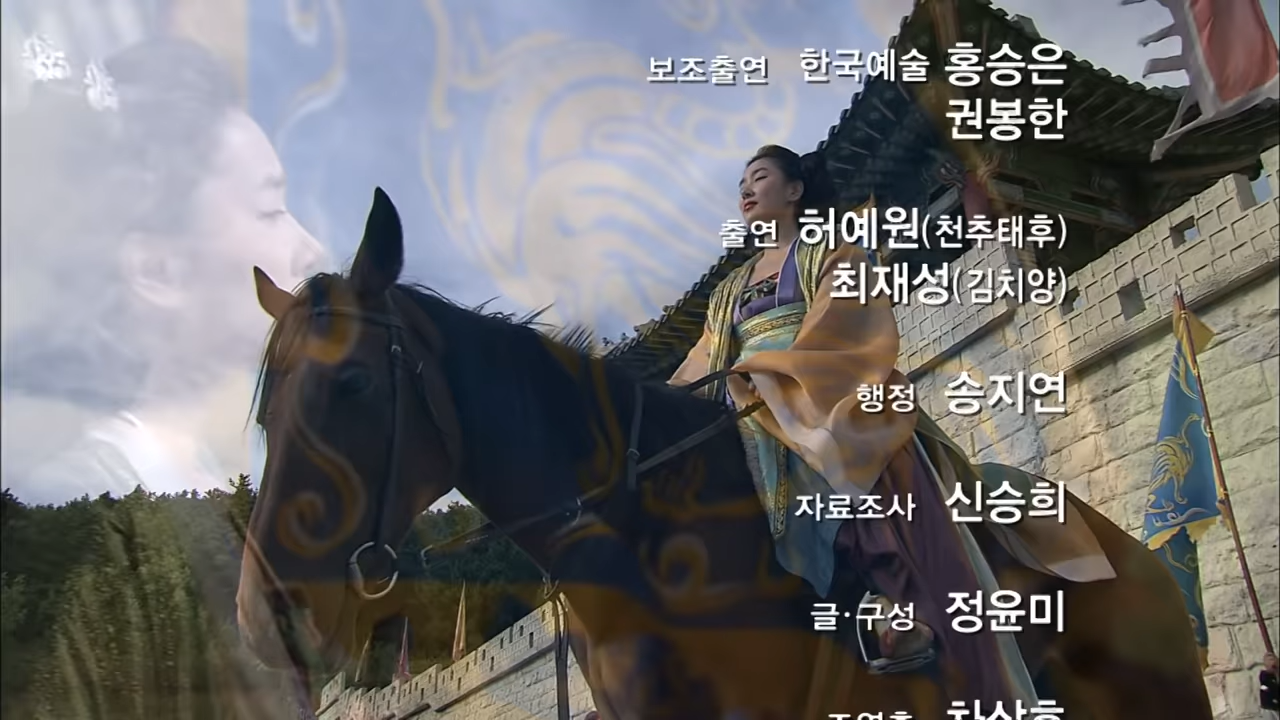 보조출연 한국예술 홍승은
권봉한
출연 허예원(천추태후)
최재성(김치양)
행정 송지연
자료조사 신승희
글·구성 정윤미